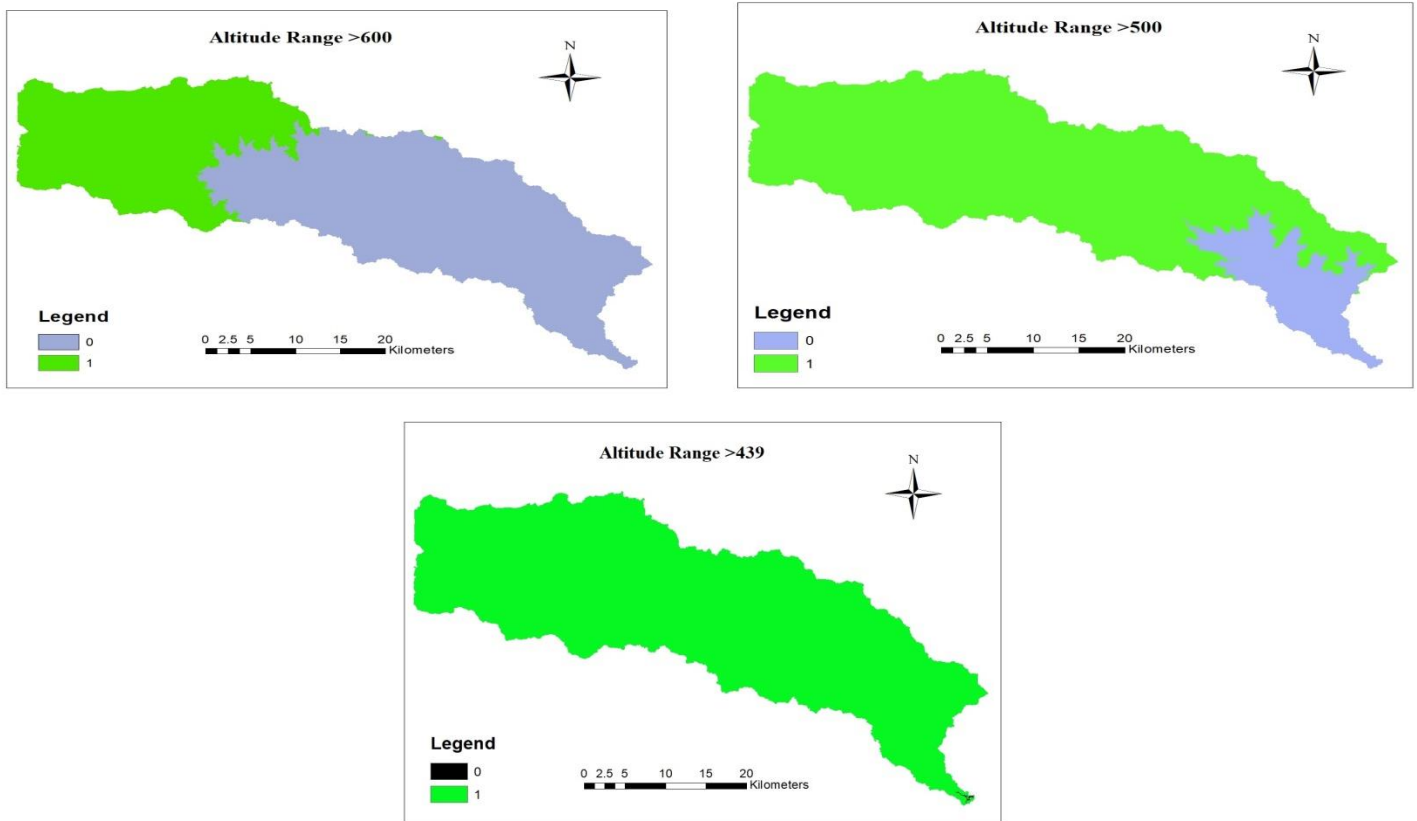 Altitude Range >600
N
Legend
0
1
0 2.5 5 10 15 20
Kilometers
Altitude Range >500
N
Legend
0
1
0 2.5 5 10 15 20
Kilometers
Altitude Range >439
N
Legend
0
1
0 2.5 5 10 15 20
Kilometers